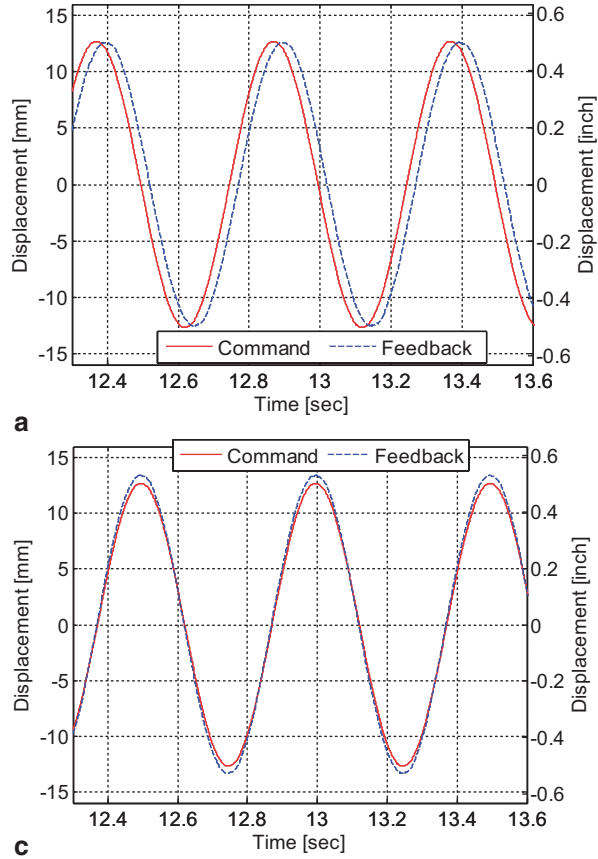 15
10
5
0
-5
-10
-15
Displacement [mm]
0.6
0.4
0.2
0
-0.2
-0.4
-0.6
Displacement [inch]
Command Feedback
12.4 12.6 12.8 13 13.2 13.4 13.6
Time [sec]
a
Command Feedback
15
10
5
0
-5
-10
-15
Displacement [mm]
0.6
0.4
0.2
0
-0.2
-0.4
-0.6
Displacement [inch]
12.4 12.6 12.8 13 13.2 13.4 13.6
Time [sec]
c